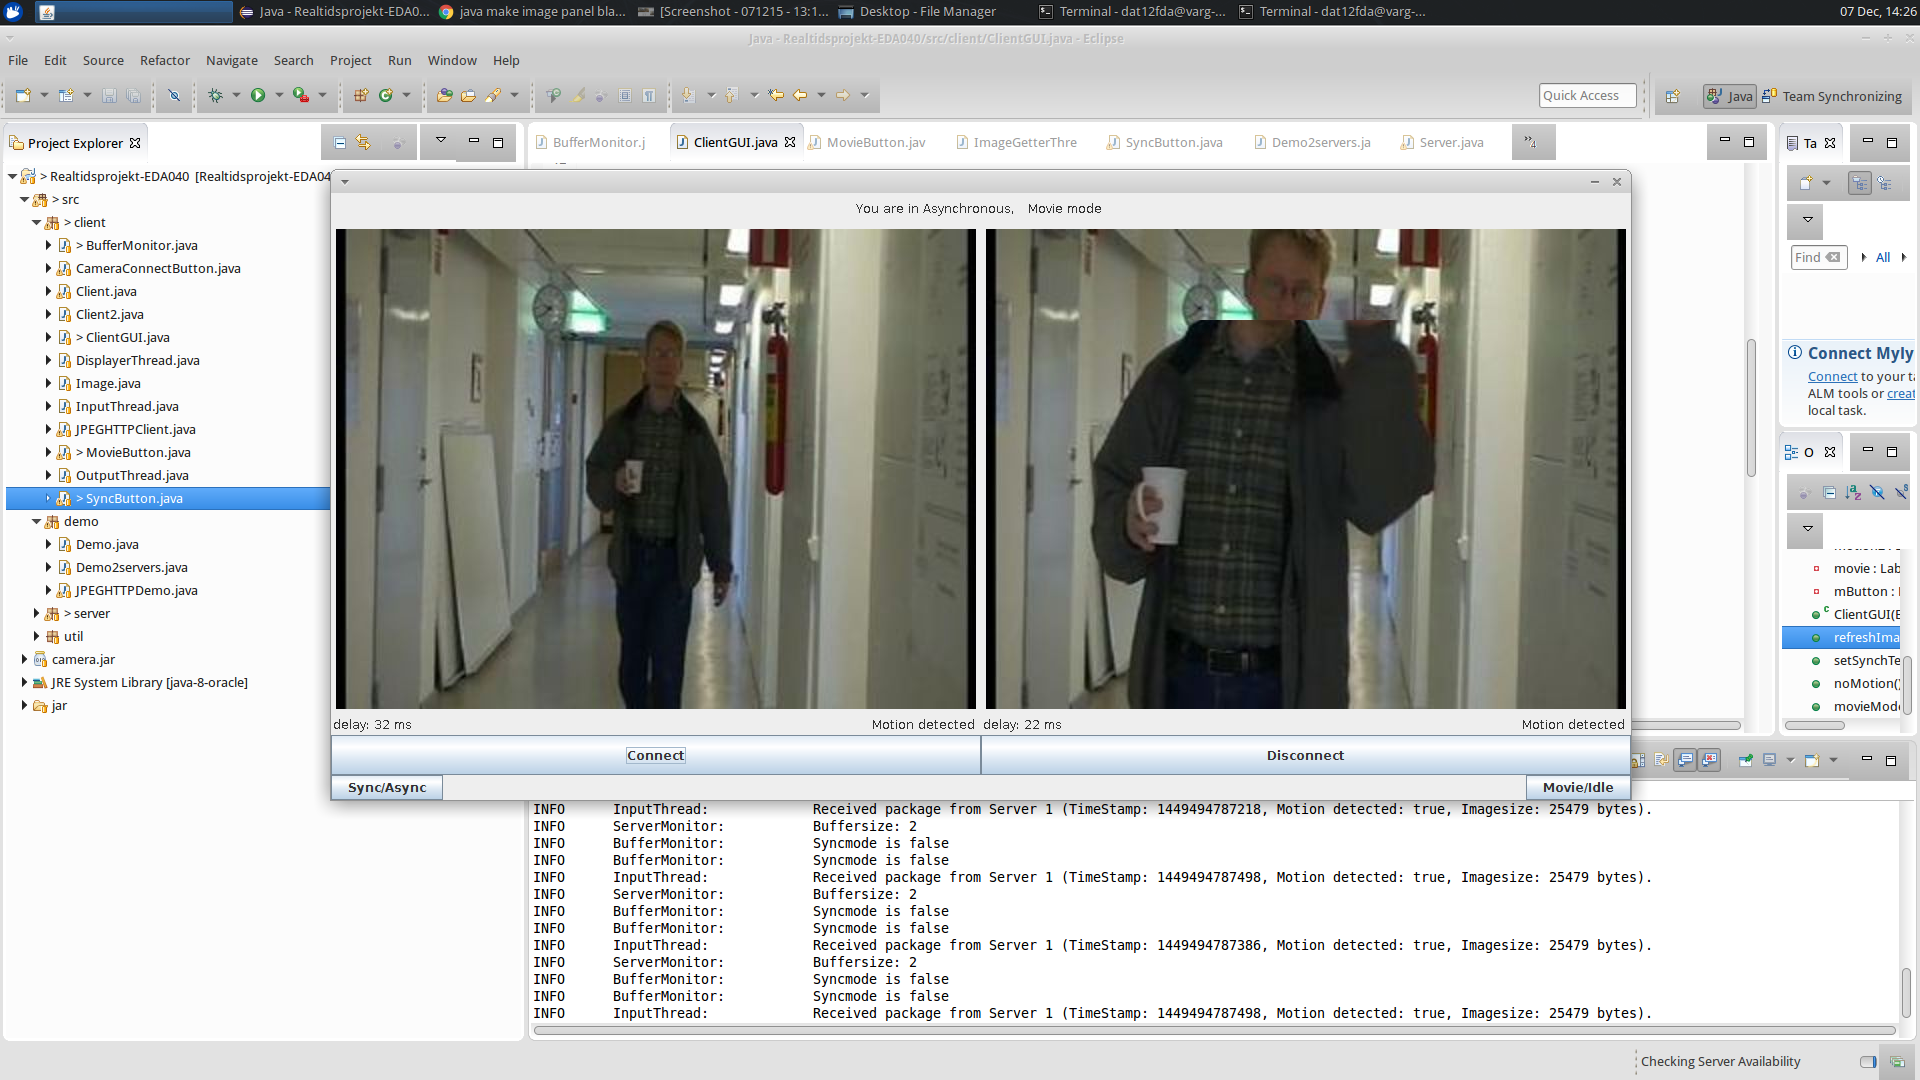 Java - Realtidsprojekt-EDA0...
java make image panel bla...
[Screenshot - 071215 - 13:1...
Desktop - File Manager
Terminal - dat12fda@varg-...
Terminal - dat12fda@varg-...
07 Dec, 14:26
Java - Realtidsprojekt-EDA040/src/client/ClientGUI.java - Eclipse
File Edit Source Refactor Navigate Search Project Run Window Help
Quick Access
Java
Team Synchronizing
Project Explorer
BufferMonitor.j
ClientGUI.java
MovieButton.jav
ImageGetterThre
SyncButton.java
Demo2servers.ja
Server.java
»4
Ta
> Realtidsprojekt-EDA040 [Realtidsprojekt-EDA04
> src
> client
> BufferMonitor.java
CameraConnectButton.java
Client.java
Client2.java
> ClientGUI.java
DisplayerThread.java
Image.java
InputThread.java
JPEGHTTPClient.java
> MovieButton.java
OutputThread.java
> SyncButton.java
demo
Demo.java
Demo2servers.java
JPEGHTTPDemo.java
> server
util
camera.jar
JRE System Library [java-8-oracle]
jar
You are in Asynchronous, Movie mode
delay: 32 ms
Motion detected
delay: 22 ms
Motion detected
Connect
Disconnect
Sync/Async
Movie/Idle
Find
All
Connect Myly
Connect to your ta
ALM tools or creat
local task.
O
movie : Lab
mButton :
ClientGUI(E
refreshIma
setSynchTe
noMotion()
movieMod
INFO InputThread: Received package from Server 1 (TimeStamp: 1449494787218, Motion detected: true, Imagesize: 25479 bytes).
INFO ServerMonitor: Buffersize: 2
INFO BufferMonitor: Syncmode is false
INFO BufferMonitor: Syncmode is false
INFO InputThread: Received package from Server 1 (TimeStamp: 1449494787498, Motion detected: true, Imagesize: 25479 bytes).
INFO ServerMonitor: Buffersize: 2
INFO BufferMonitor: Syncmode is false
INFO BufferMonitor: Syncmode is false
INFO InputThread: Received package from Server 1 (TimeStamp: 1449494787386, Motion detected: true, Imagesize: 25479 bytes).
INFO ServerMonitor: Buffersize: 2
INFO BufferMonitor: Syncmode is false
INFO BufferMonitor: Syncmode is false
INFO InputThread: Received package from Server 1 (TimeStamp: 1449494787498, Motion detected: true, Imagesize: 25479 bytes).
Checking Server Availability